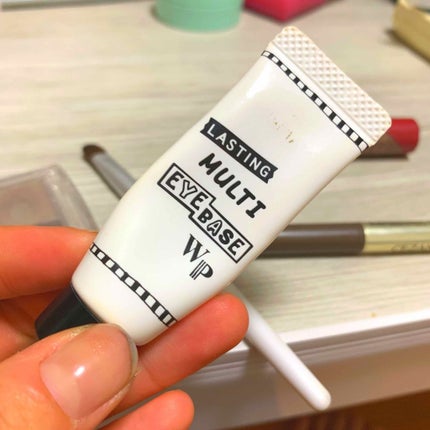 LASTING
MULTI
EYE
BASE
WP